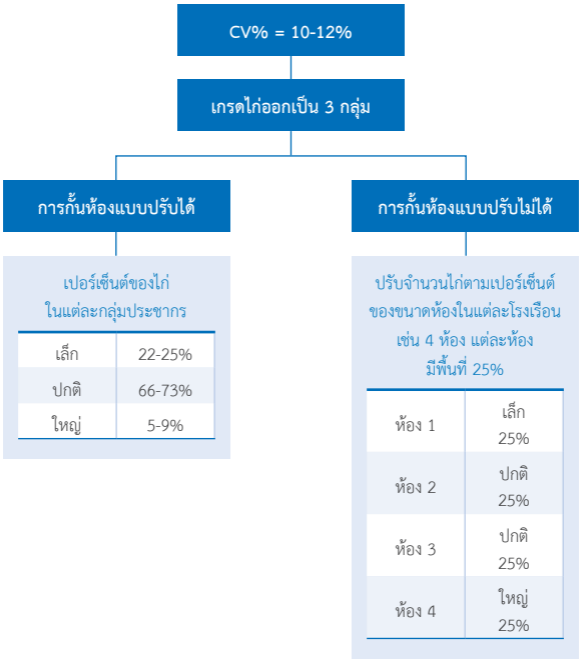 CV% = 10-12%
เกรดไก่ออกเป็น 3 กลุ่ม
การกั้นห้องแบบปรับได้
เปอร์เซ็นต์ของไก่
ในแต่ละกลุ่มประชากร
เล็ก 22-25%
ปกติ 66-73%
ใหญ่ 5-9%
การกั้นห้องแบบปรับไม่ได้
ปรับจำนวนไก่ตามเปอร์เซ็นต์
ของขนาดห้องในแต่ละโรงเรือน
เช่น 4 ห้อง แต่ละห้อง
มีพื้นที่ 25%
ห้อง 1 เล็ก
25%
ห้อง 2 ปกติ
25%
ห้อง 3 ปกติ
25%
ห้อง 4 ใหญ่
25%